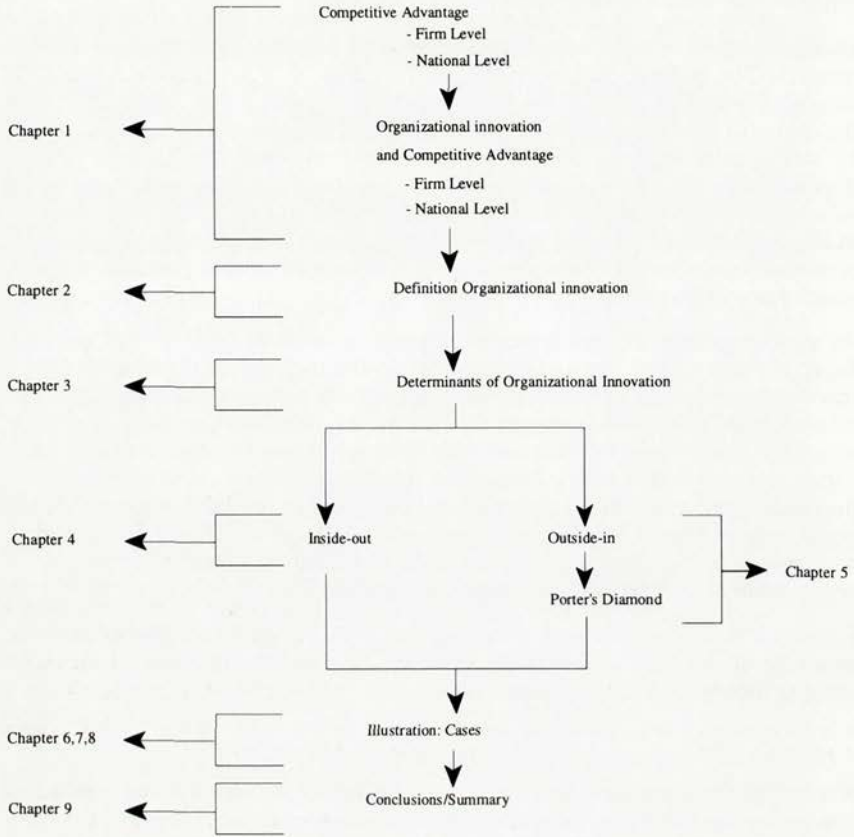 Competitive Advantage
- Firm Level
- National Level
Chapter 1
Organizational innovation
and Competitive Advantage
- Firm Level
- National Level
Chapter 2
Definition Organizational innovation
Chapter 3
Determinants of Organizational Innovation
Chapter 4
Inside-out
Outside-in
Chapter 5
Porter's Diamond
Chapter 6,7,8
Illustration: Cases
Chapter 9
Conclusions/Summary